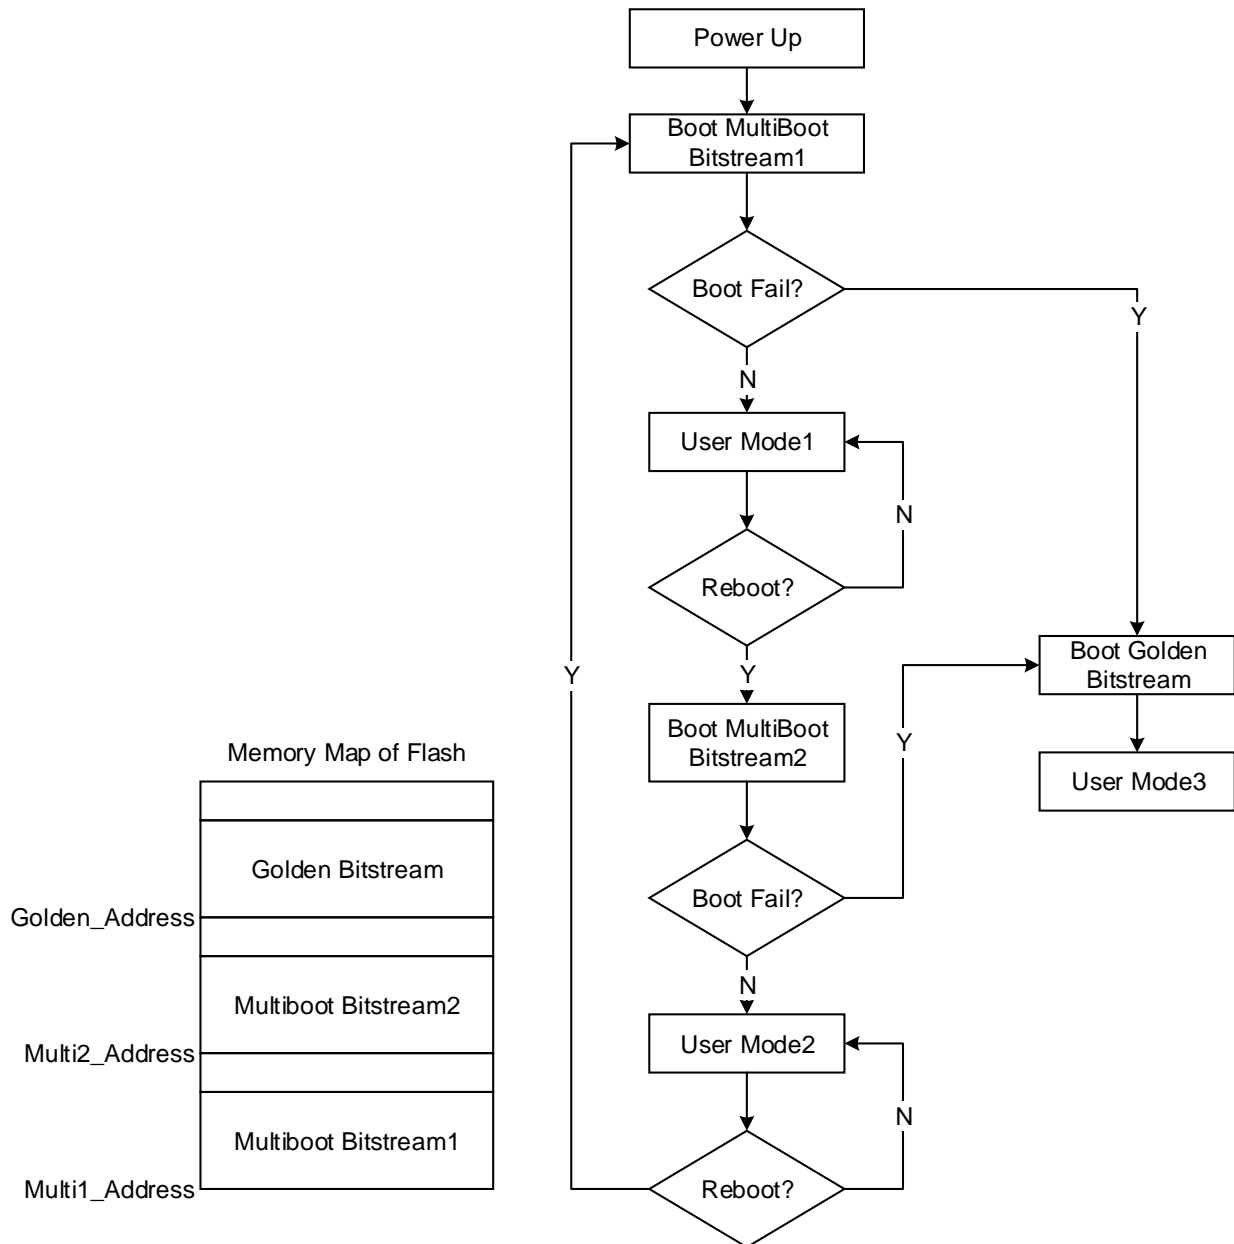 Power Up
Boot MultiBoot
Bitstream1
Boot Fail?
Y
N
User Mode1
N
Reboot?
Y
Y
Boot MultiBoot
Bitstream2
Y
Boot Golden
Bitstream
User Mode3
Boot Fail?
N
User Mode2
N
Reboot?
Memory Map of Flash
Golden Bitstream
Golden_Address
Multiboot Bitstream2
Multi2_Address
Multiboot Bitstream1
Multi1_Address